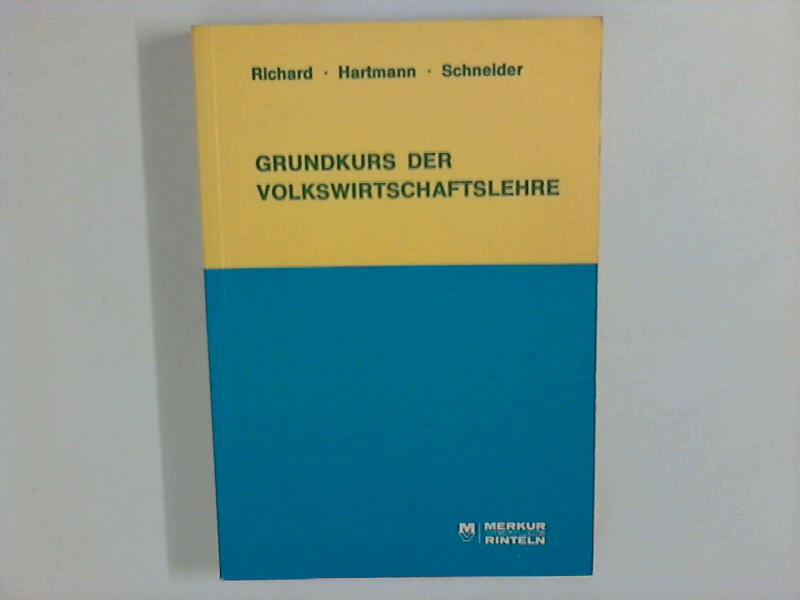 Richard · Hartmann · Schneider
GRUNDKURS DER
VOLKSWIRTSCHAFTSLEHRE
MERKUR
RINTELN